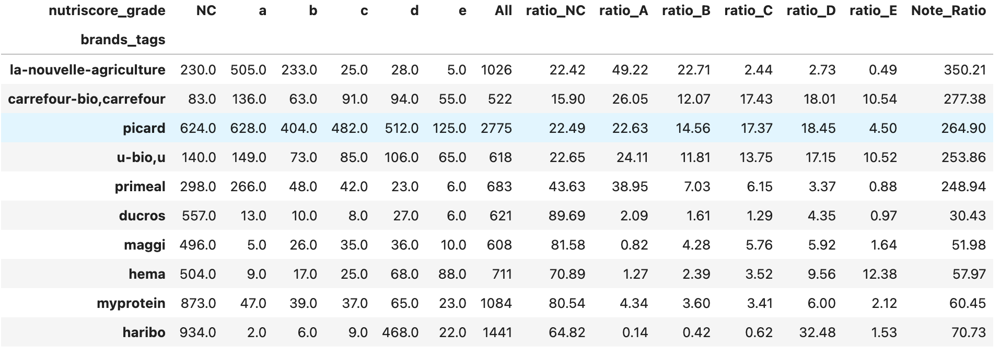 nutriscore_grade NC a b c d e All ratio_NC ratio_A ratio_B ratio_C ratio_D ratio_E Note_Ratio
brands_tags
la-nouvelle-agriculture 230.0 505.0 233.0 25.0 28.0 5.0 1026 22.42 49.22 22.71 2.44 2.73 0.49 350.21
carrefour-bio,carrefour 83.0 136.0 63.0 91.0 94.0 55.0 522 15.90 26.05 12.07 17.43 18.01 10.54 277.38
picard 624.0 628.0 404.0 482.0 512.0 125.0 2775 22.49 22.63 14.56 17.37 18.45 4.50 264.90
u-bio,u 140.0 149.0 73.0 85.0 106.0 65.0 618 22.65 24.11 11.81 13.75 17.15 10.52 253.86
primeal 298.0 266.0 48.0 42.0 23.0 6.0 683 43.63 38.95 7.03 6.15 3.37 0.88 248.94
ducros 557.0 13.0 10.0 8.0 27.0 6.0 621 89.69 2.09 1.61 1.29 4.35 0.97 30.43
maggi 496.0 5.0 26.0 35.0 36.0 10.0 608 81.58 0.82 4.28 5.76 5.92 1.64 51.98
hema 504.0 9.0 17.0 25.0 68.0 88.0 711 70.89 1.27 2.39 3.52 9.56 12.38 57.97
myprotein 873.0 47.0 39.0 37.0 65.0 23.0 1084 80.54 4.34 3.60 3.41 6.00 2.12 60.45
haribo 934.0 2.0 6.0 9.0 468.0 22.0 1441 64.82 0.14 0.42 0.62 32.48 1.53 70.73